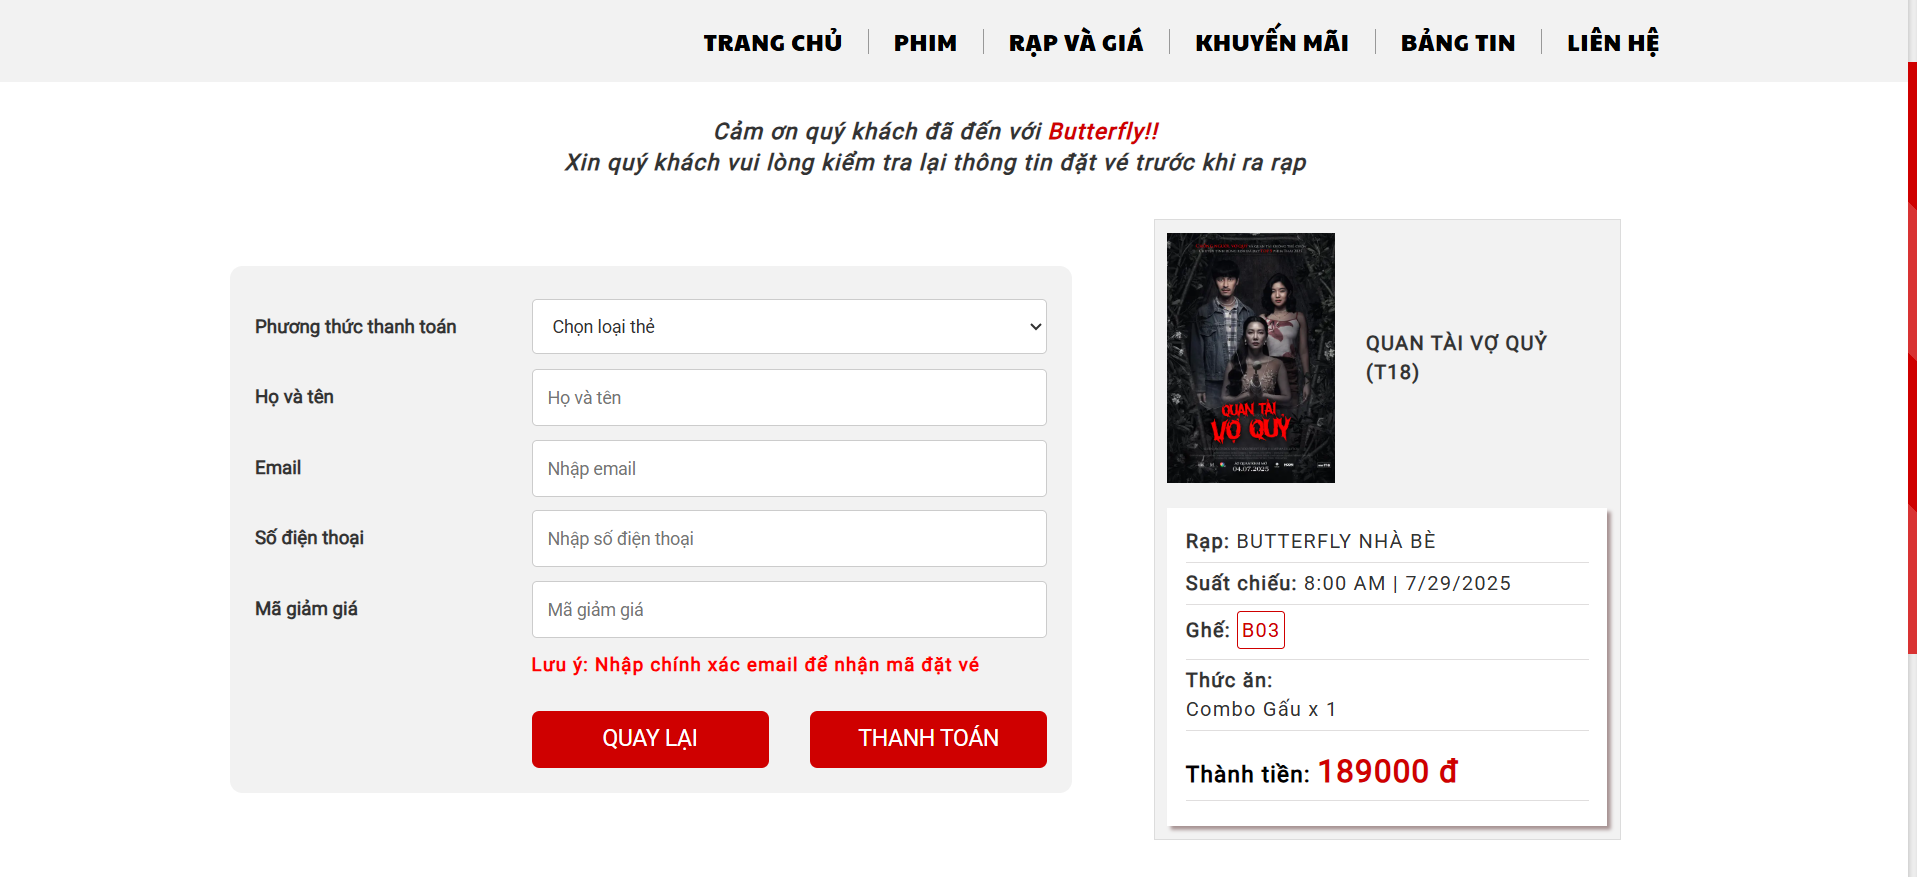 TRANG CHỦ
PHIM
RẠP VÀ GIÁ
KHUYẾN MÃI
BẢNG TIN
LIÊN HỆ
Cảm ơn quý khách đã đến với Butterfly!!
Xin quý khách vui lòng kiểm tra lại thông tin đặt vé trước khi ra rạp
Phương thức thanh toán
Chọn loại thẻ
Họ và tên
Họ và tên
Email
Nhập email
Số điện thoại
Nhập số điện thoại
Mã giảm giá
Mã giảm giá
Lưu ý: Nhập chính xác email để nhận mã đặt vé
QUAY LẠI
THANH TOÁN
QUAN TÀI
VỢ QUỶ
04.07.2025
QUAN TÀI VỢ QUỶ
(T18)
Rạp: BUTTERFLY NHÀ BÈ
Suất chiếu: 8:00 AM | 7/29/2025
Ghế: B03
Thức ăn:
Combo Gấu x 1
Thành tiền: 189000 đ